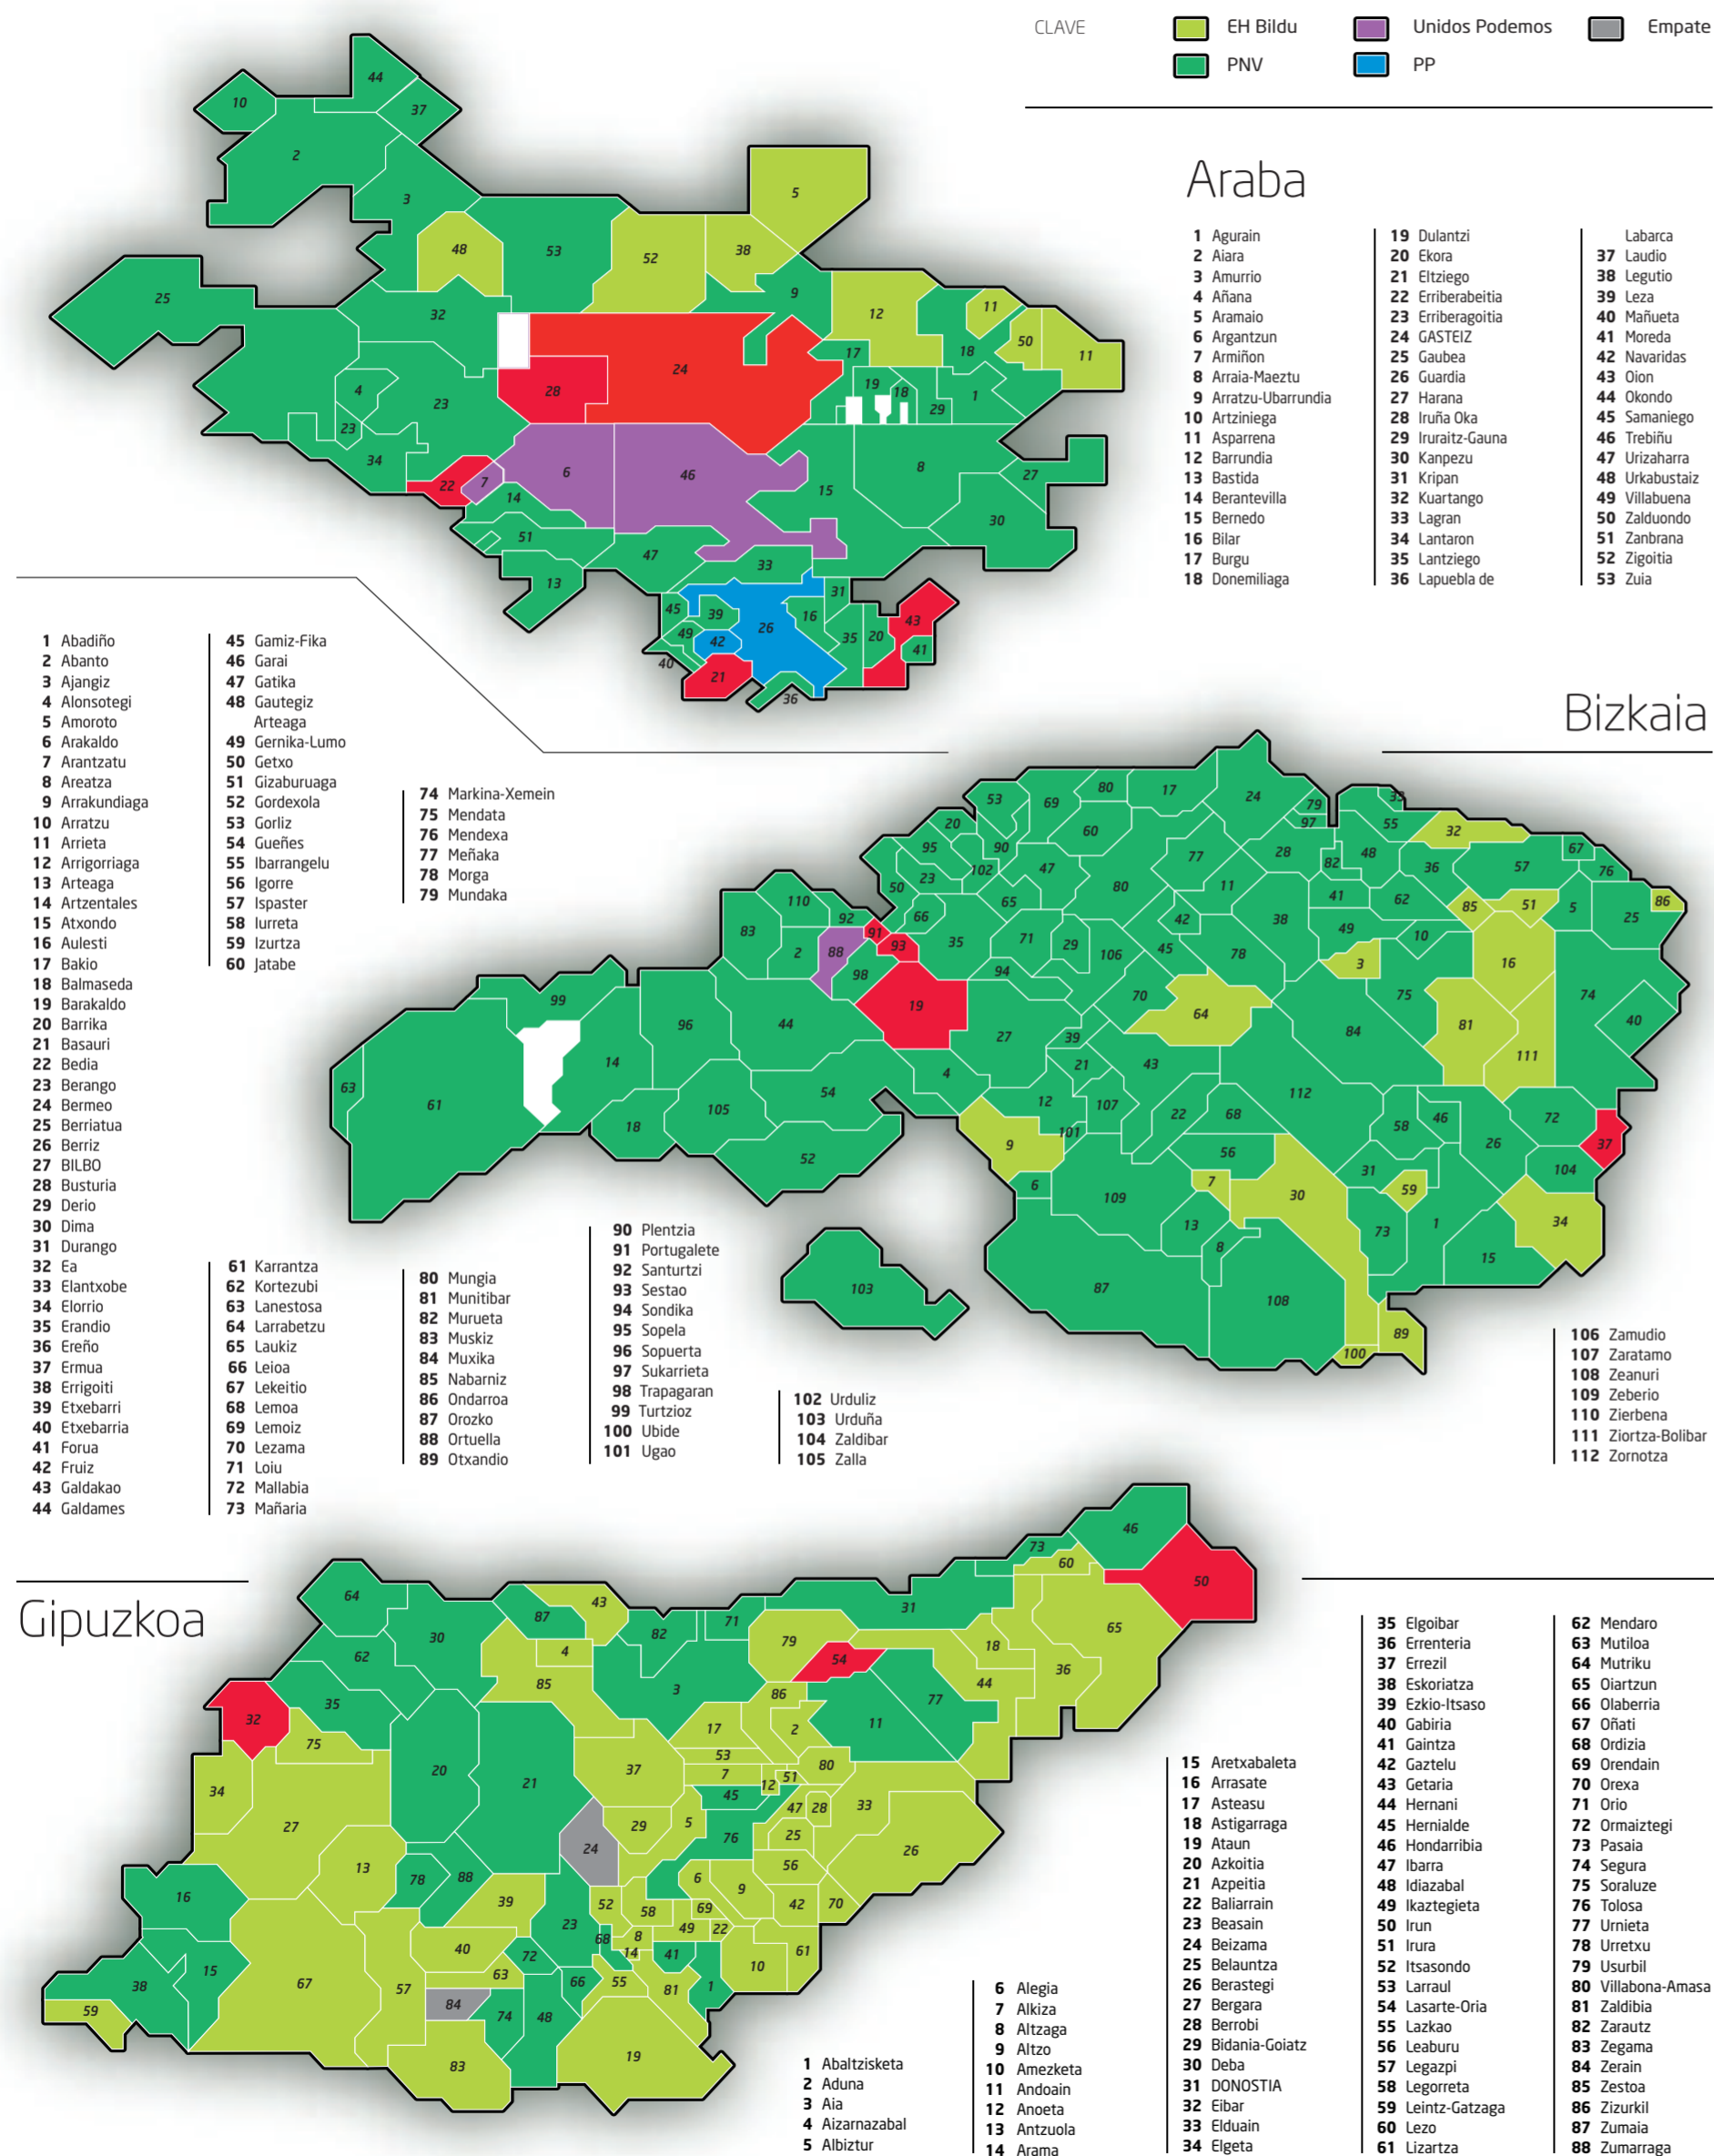 CLAVE
EH Bildu
Unidos Podemos
Empate
PNV
PP
Araba
1 Agurain
2 Aiara
3 Amurrio
4 Añana
5 Aramaio
6 Argantzun
7 Armiñon
8 Arraia-Maeztu
9 Arratzu-Ubarrundia
10 Artziniega
11 Asparrena
12 Barrundia
13 Bastida
14 Berantevilla
15 Bernedo
16 Bilar
17 Burgu
18 Donemiliaga
19 Dulantzi
20 Ekora
21 Eltziego
22 Erriberabeitia
23 Erriberagoitia
24 GASTEIZ
25 Gaubea
26 Guardia
27 Harana
28 Iruña Oka
29 Iruraitz-Gauna
30 Kanpezu
31 Kripan
32 Kuartango
33 Lagran
34 Lantaron
35 Lantziego
36 Lapuebla de
Labarca
37 Laudio
38 Legutio
39 Leza
40 Mañueta
41 Moreda
42 Navaridas
43 Oion
44 Okondo
45 Samaniego
46 Trebiñu
47 Urizaharra
48 Urkabustaiz
49 Villabuena
50 Zalduondo
51 Zanbrana
52 Zigoitia
53 Zuia
Bizkaia
1 Abadiño
2 Abanto
3 Ajangiz
4 Alonsotegi
5 Amoroto
6 Arakaldo
7 Arantzatu
8 Areatza
9 Arrakundiaga
10 Arratzu
11 Arrieta
12 Arrigorriaga
13 Arteaga
14 Artzentales
15 Atxondo
16 Aulesti
17 Bakio
18 Balmaseda
19 Barakaldo
20 Barrika
21 Basauri
22 Bedia
23 Berango
24 Bermeo
25 Berriatua
26 Berriz
27 BILBO
28 Busturia
29 Derio
30 Dima
31 Durango
32 Ea
33 Elantxobe
34 Elorrio
35 Erandio
36 Ereño
37 Ermua
38 Errigoiti
39 Etxebarri
40 Etxebarria
41 Forua
42 Fruiz
43 Galdakao
44 Galdames
45 Gamiz-Fika
46 Garai
47 Gatika
48 Gautegiz
Arteaga
49 Gernika-Lumo
50 Getxo
51 Gizaburuaga
52 Gordexola
53 Gorliz
54 Gueñes
55 Ibarrangelu
56 Igorre
57 Ispaster
58 Iurreta
59 Izurtza
60 Jatabe
61 Karrantza
62 Kortezubi
63 Lanestosa
64 Larrabetzu
65 Laukiz
66 Leioa
67 Lekeitio
68 Lemoa
69 Lemoiz
70 Lezama
71 Loiu
72 Mallabia
73 Mañaria
74 Markina-Xemein
75 Mendata
76 Mendexa
77 Meñaka
78 Morga
79 Mundaka
80 Mungia
81 Munitibar
82 Murueta
83 Muskiz
84 Muxika
85 Nabarniz
86 Ondarroa
87 Orozko
88 Ortuella
89 Otxandio
90 Plentzia
91 Portugalete
92 Santurtzi
93 Sestao
94 Sondika
95 Sopela
96 Sopuerta
97 Sukarrieta
98 Trapagaran
99 Turtzioz
100 Ubide
101 Ugao
102 Urduliz
103 Urduña
104 Zaldibar
105 Zalla
106 Zamudio
107 Zaratamo
108 Zeanuri
109 Zeberio
110 Zierbena
111 Ziortza-Bolibar
112 Zornotza
Gipuzkoa
1 Abaltzisketa
2 Aduna
3 Aia
4 Aizarnazabal
5 Albiztur
6 Alegia
7 Alkiza
8 Altzaga
9 Altzo
10 Amezketa
11 Andoain
12 Anoeta
13 Antzuola
14 Arama
15 Aretxabaleta
16 Arrasate
17 Asteasu
18 Astigarraga
19 Ataun
20 Azkoitia
21 Azpeitia
22 Baliarrain
23 Beasain
24 Beizama
25 Belauntza
26 Berastegi
27 Bergara
28 Berrobi
29 Bidania-Goiatz
30 Deba
31 DONOSTIA
32 Eibar
33 Elduain
34 Elgeta
35 Elgoibar
36 Errenteria
37 Errezil
38 Eskoriatza
39 Ezkio-Itsaso
40 Gabiria
41 Gaintza
42 Gaztelu
43 Getaria
44 Hernani
45 Hernialde
46 Hondarribia
47 Ibarra
48 Idiazabal
49 Ikaztegieta
50 Irun
51 Irura
52 Itsasondo
53 Larraul
54 Lasarte-Oria
55 Lazkao
56 Leaburu
57 Legazpi
58 Legorreta
59 Leintz-Gatzaga
60 Lezo
61 Lizartza
62 Mendaro
63 Mutiloa
64 Mutriku
65 Oiartzun
66 Olaberria
67 Oñati
68 Ordizia
69 Orendain
70 Orexa
71 Orio
72 Ormaiztegi
73 Pasaia
74 Segura
75 Soraluze
76 Tolosa
77 Urnieta
78 Urretxu
79 Usurbil
80 Villabona-Amasa
81 Zaldibia
82 Zarautz
83 Zegama
84 Zerain
85 Zestoa
86 Zizurkil
87 Zumaia
88 Zumarraga